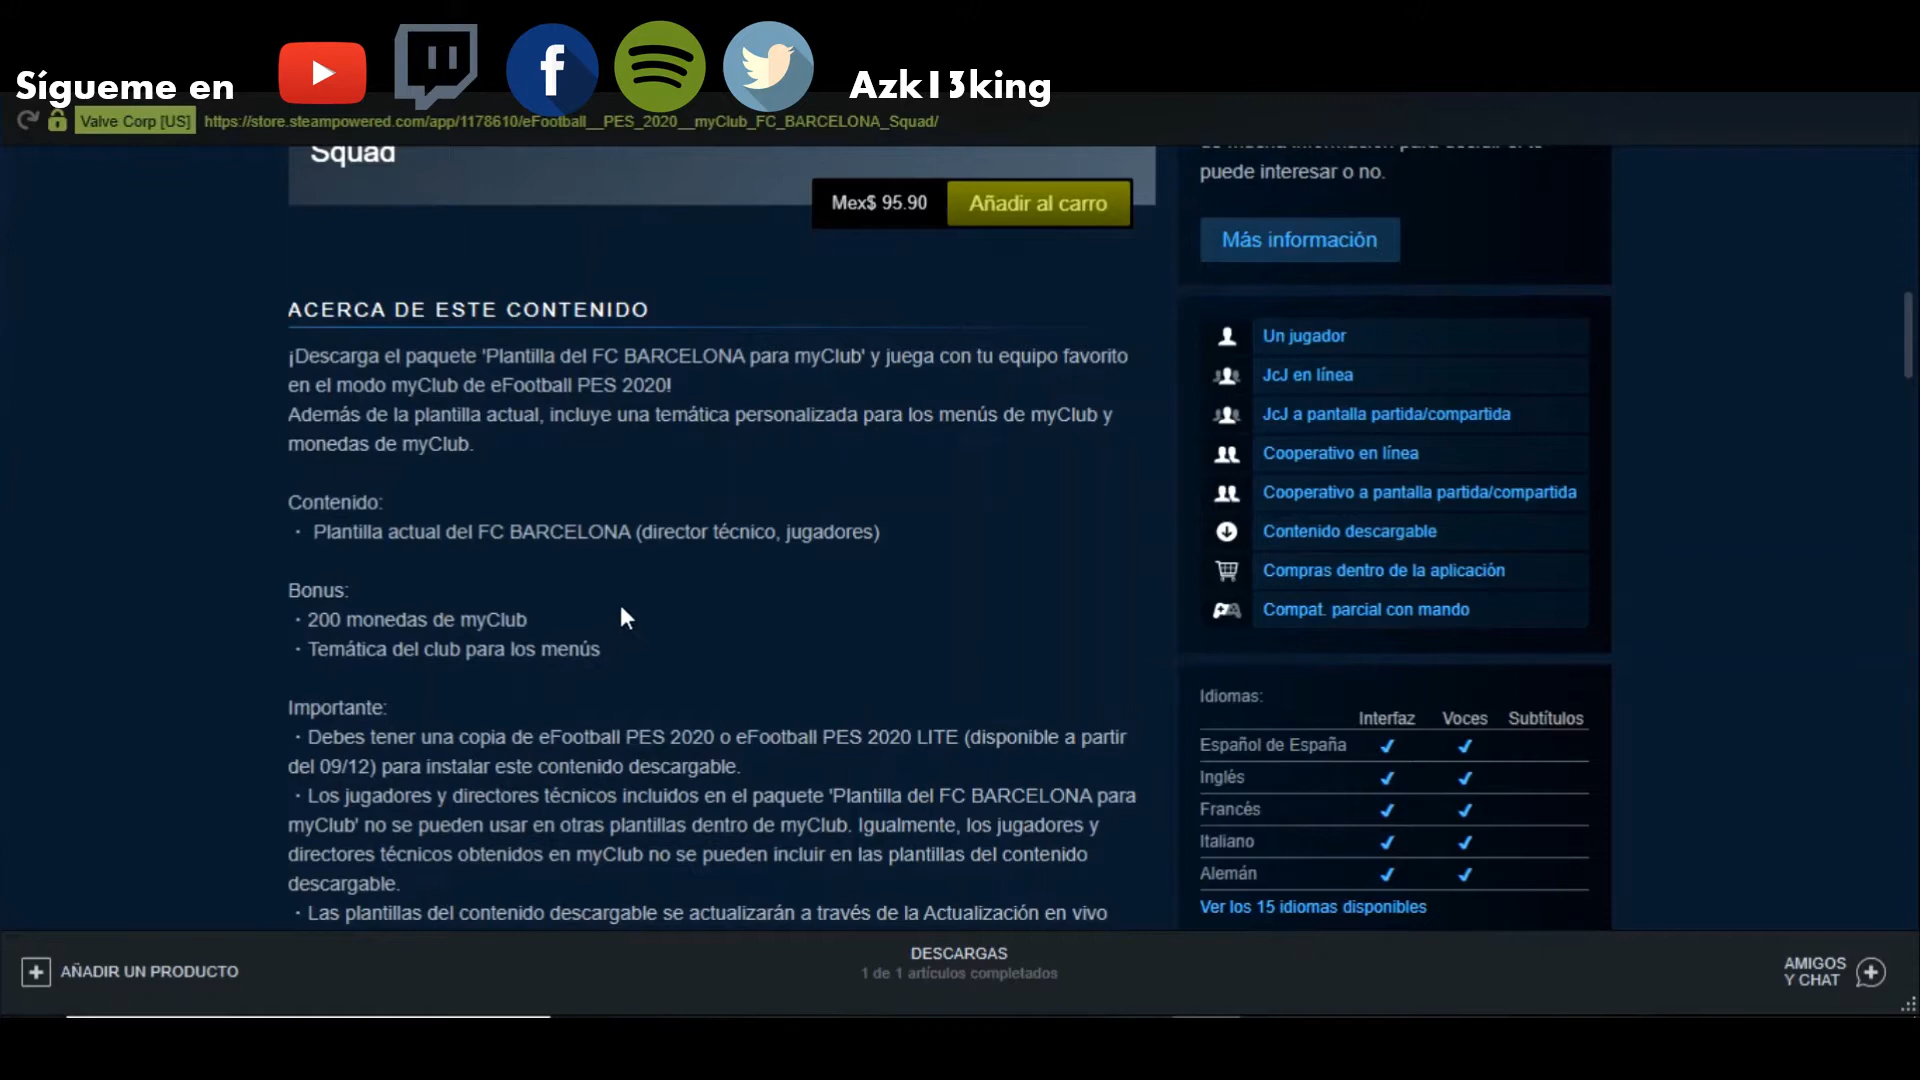 Sígueme en
Azk13king
Valve Corp [US] https://store.steampowered.com/app/1178610/eFootball__PES_2020__myClub_FC_BARCELONA_Squad/
Squad
Mex$ 95.90
Añadir al carro
ACERCA DE ESTE CONTENIDO
¡Descarga el paquete 'Plantilla del FC BARCELONA para myClub' y juega con tu equipo favorito
en el modo myClub de eFootball PES 2020!
Además de la plantilla actual, incluye una temática personalizada para los menús de myClub y
monedas de myClub.
Contenido:
・ Plantilla actual del FC BARCELONA (director técnico, jugadores)
Bonus:
・200 monedas de myClub
・Temática del club para los menús
Importante:
・Debes tener una copia de eFootball PES 2020 o eFootball PES 2020 LITE (disponible a partir
del 09/12) para instalar este contenido descargable.
・Los jugadores y directores técnicos incluidos en el paquete 'Plantilla del FC BARCELONA para
myClub' no se pueden usar en otras plantillas dentro de myClub. Igualmente, los jugadores y
directores técnicos obtenidos en myClub no se pueden incluir en las plantillas del contenido
descargable.
・Las plantillas del contenido descargable se actualizarán a través de la Actualización en vivo
puede interesar o no.
Más información
Un jugador
JcJ en línea
JcJ a pantalla partida/compartida
Cooperativo en línea
Cooperativo a pantalla partida/compartida
Contenido descargable
Compras dentro de la aplicación
Compat. parcial con mando
Idiomas:
Interfaz Voces Subtítulos
Español de España ✔ ✔
Inglés ✔ ✔
Francés ✔ ✔
Italiano ✔ ✔
Alemán ✔ ✔
Ver los 15 idiomas disponibles
AÑADIR UN PRODUCTO
DESCARGAS
1 de 1 artículos completados
AMIGOS
Y CHAT